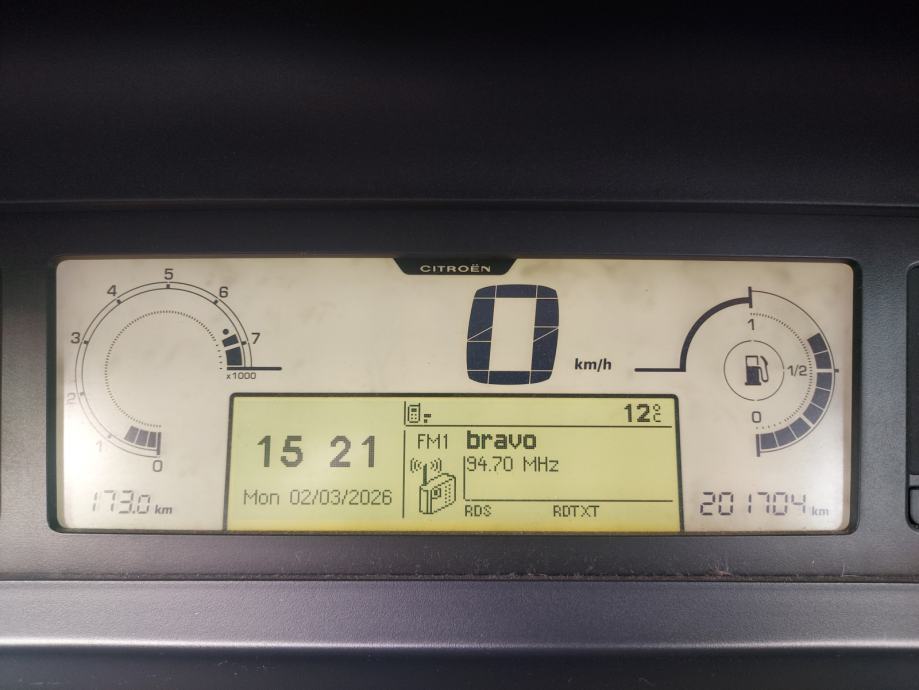 CITROËN
0
km/h
1
2
3
4
5
6
7
x1000
0
1
1/2
0
12°C
15 21
Mon 02/03/2026
FM1 bravo
94.70 MHz
RDS RDTXT
173.0 km
201704 km